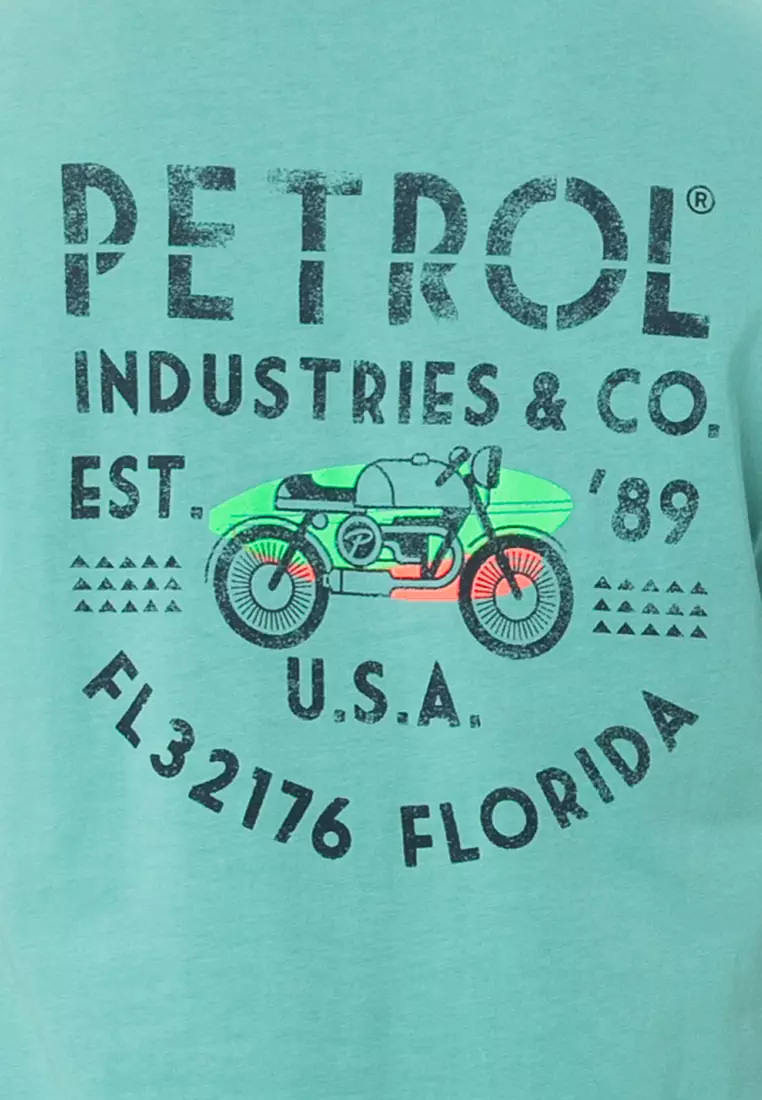 PETROL®
INDUSTRIES & CO.
EST. '89
P
U.S.A.
FL32176 FLORIDA